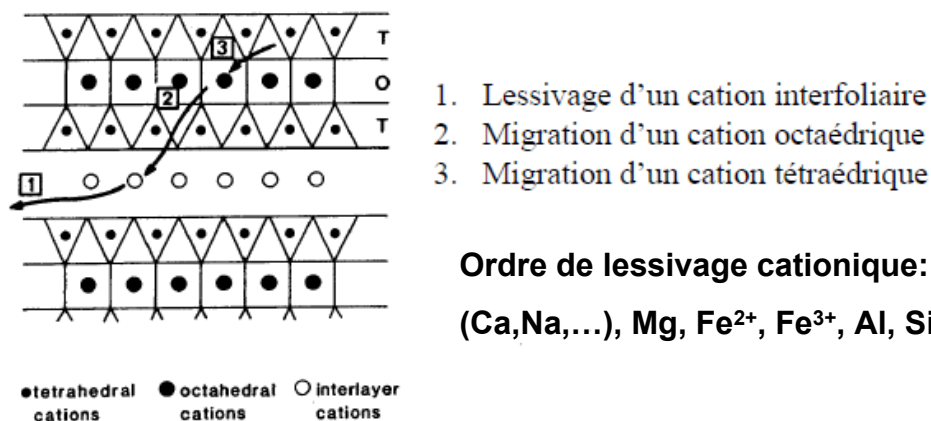 T
3
O
2
T
1
1. Lessivage d'un cation interfoliaire
2. Migration d'un cation octaédrique
3. Migration d'un cation tétraédrique
Ordre de lessivage cationique:
(Ca,Na,…), Mg, Fe²⁺, Fe³⁺, Al, Si
tetrahedral cations
octahedral cations
interlayer cations